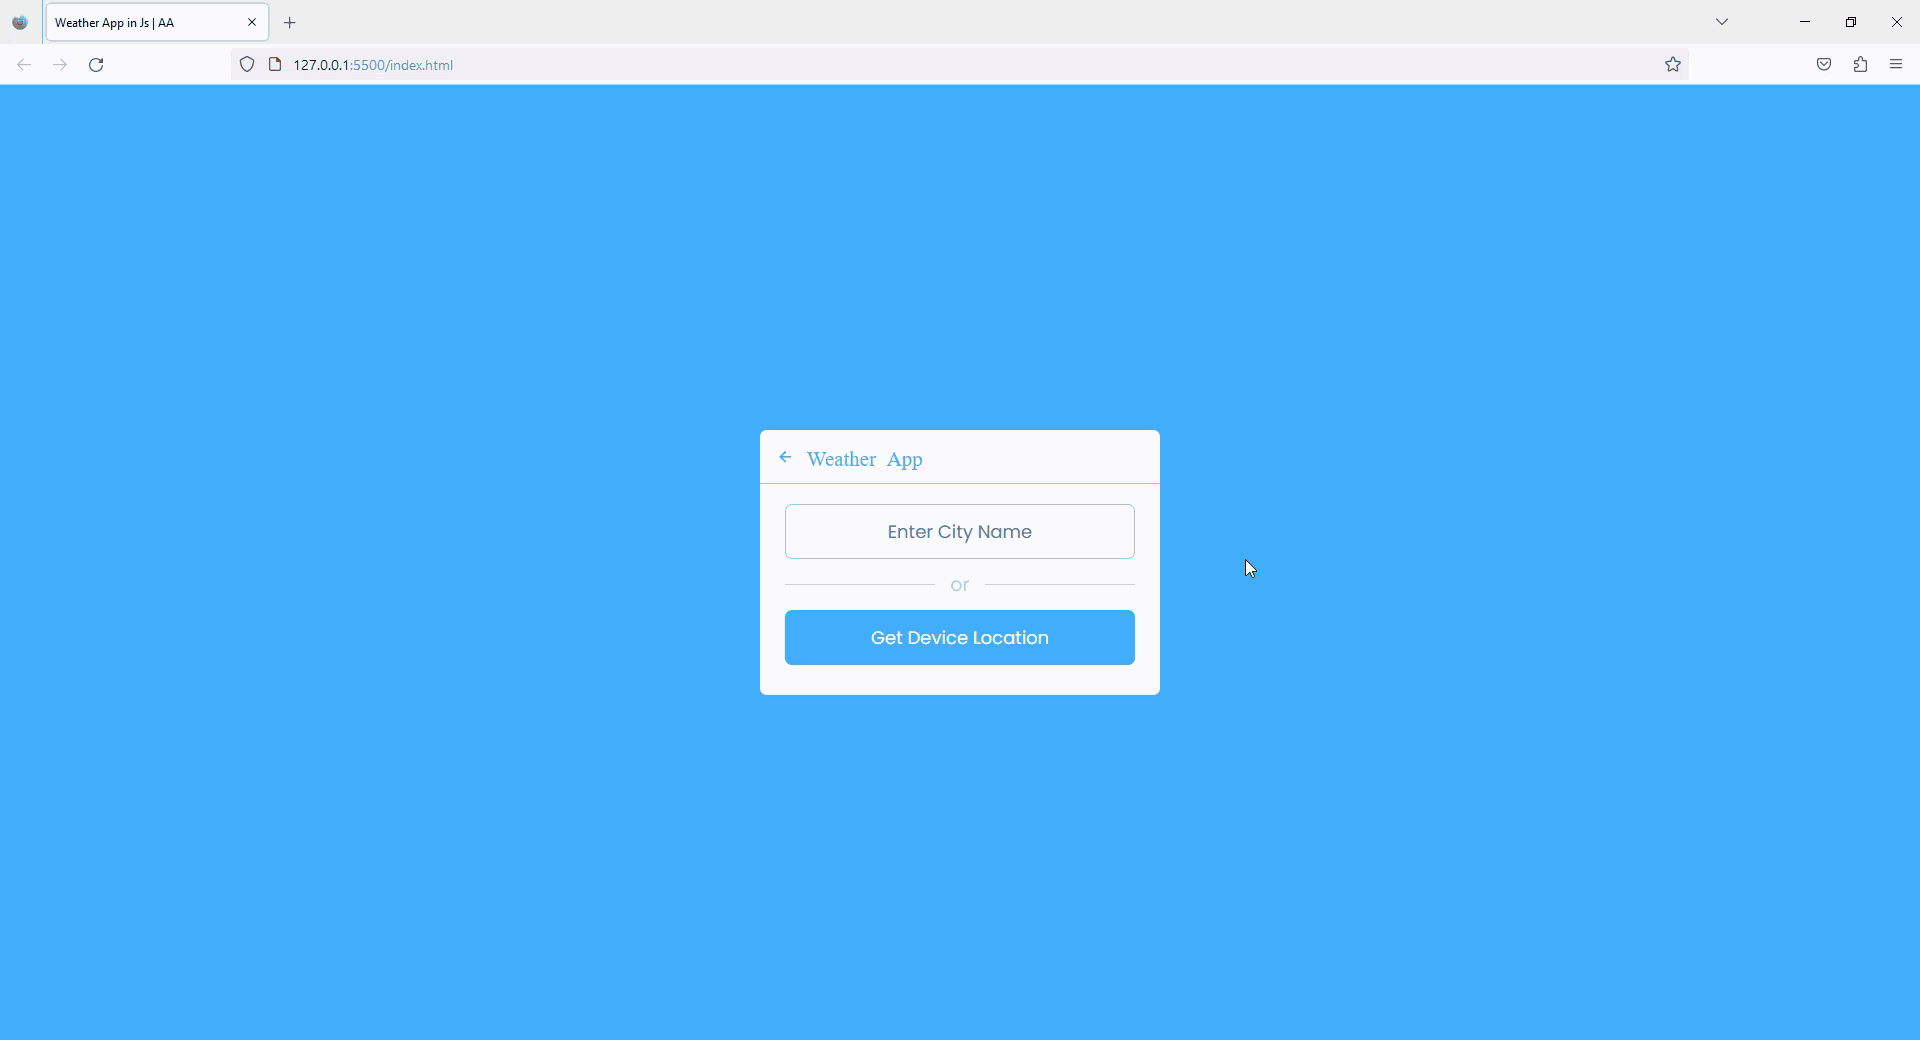 Weather App in Js | AA
127.0.0.1:5500/index.html
Weather App
Enter City Name
or
Get Device Location